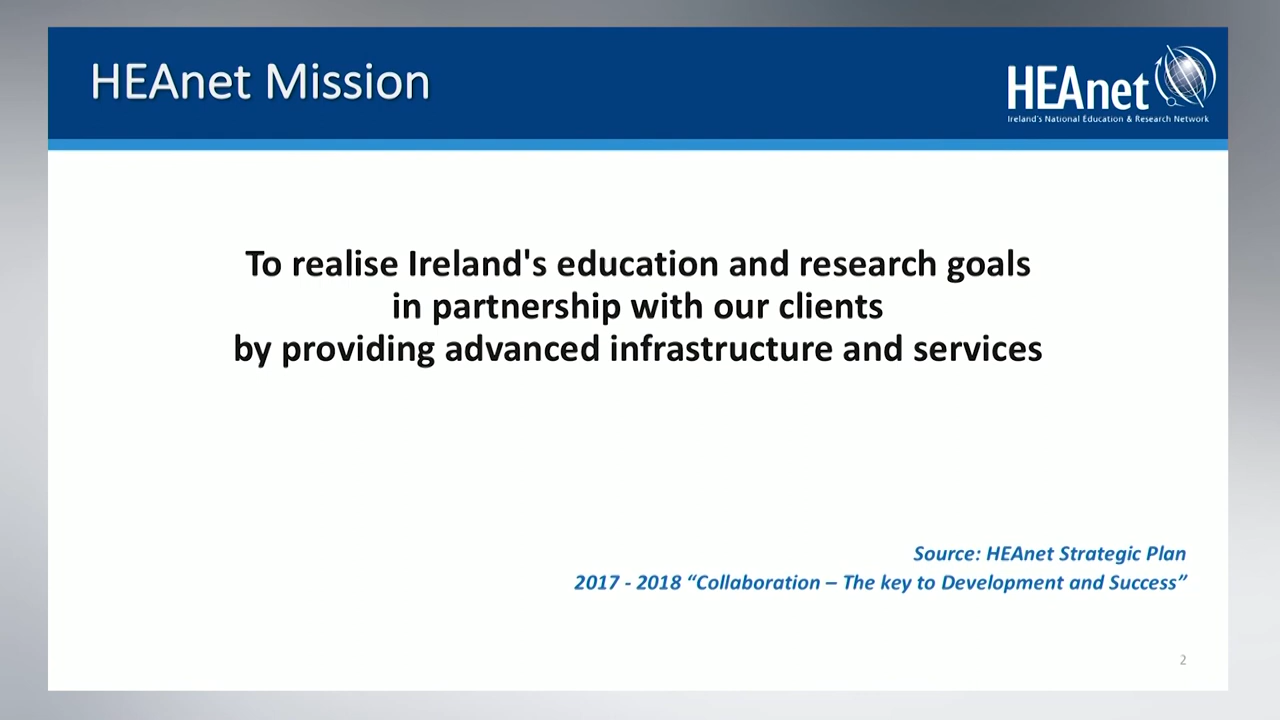 HEAnet Mission
HEAnet
Ireland's National Education & Research Network
To realise Ireland's education and research goals
in partnership with our clients
by providing advanced infrastructure and services
Source: HEAnet Strategic Plan
2017 - 2018 “Collaboration – The key to Development and Success”
2